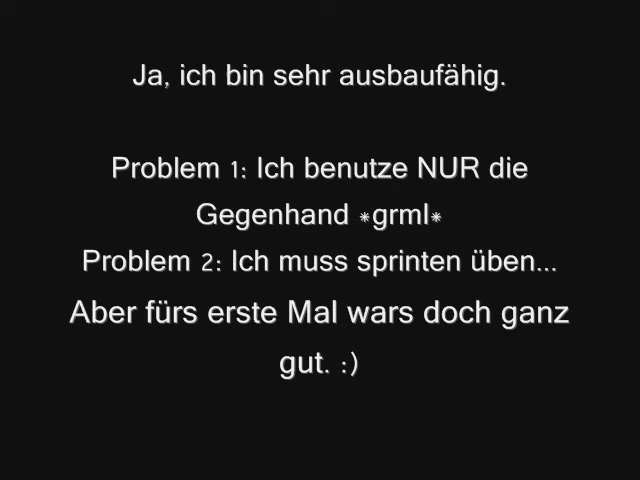 Ja, ich bin sehr ausbaufähig.
Problem 1: Ich benutze NUR die
Gegenhand *grml*
Problem 2: Ich muss sprinten üben...
Aber fürs erste Mal wars doch ganz
gut. :)